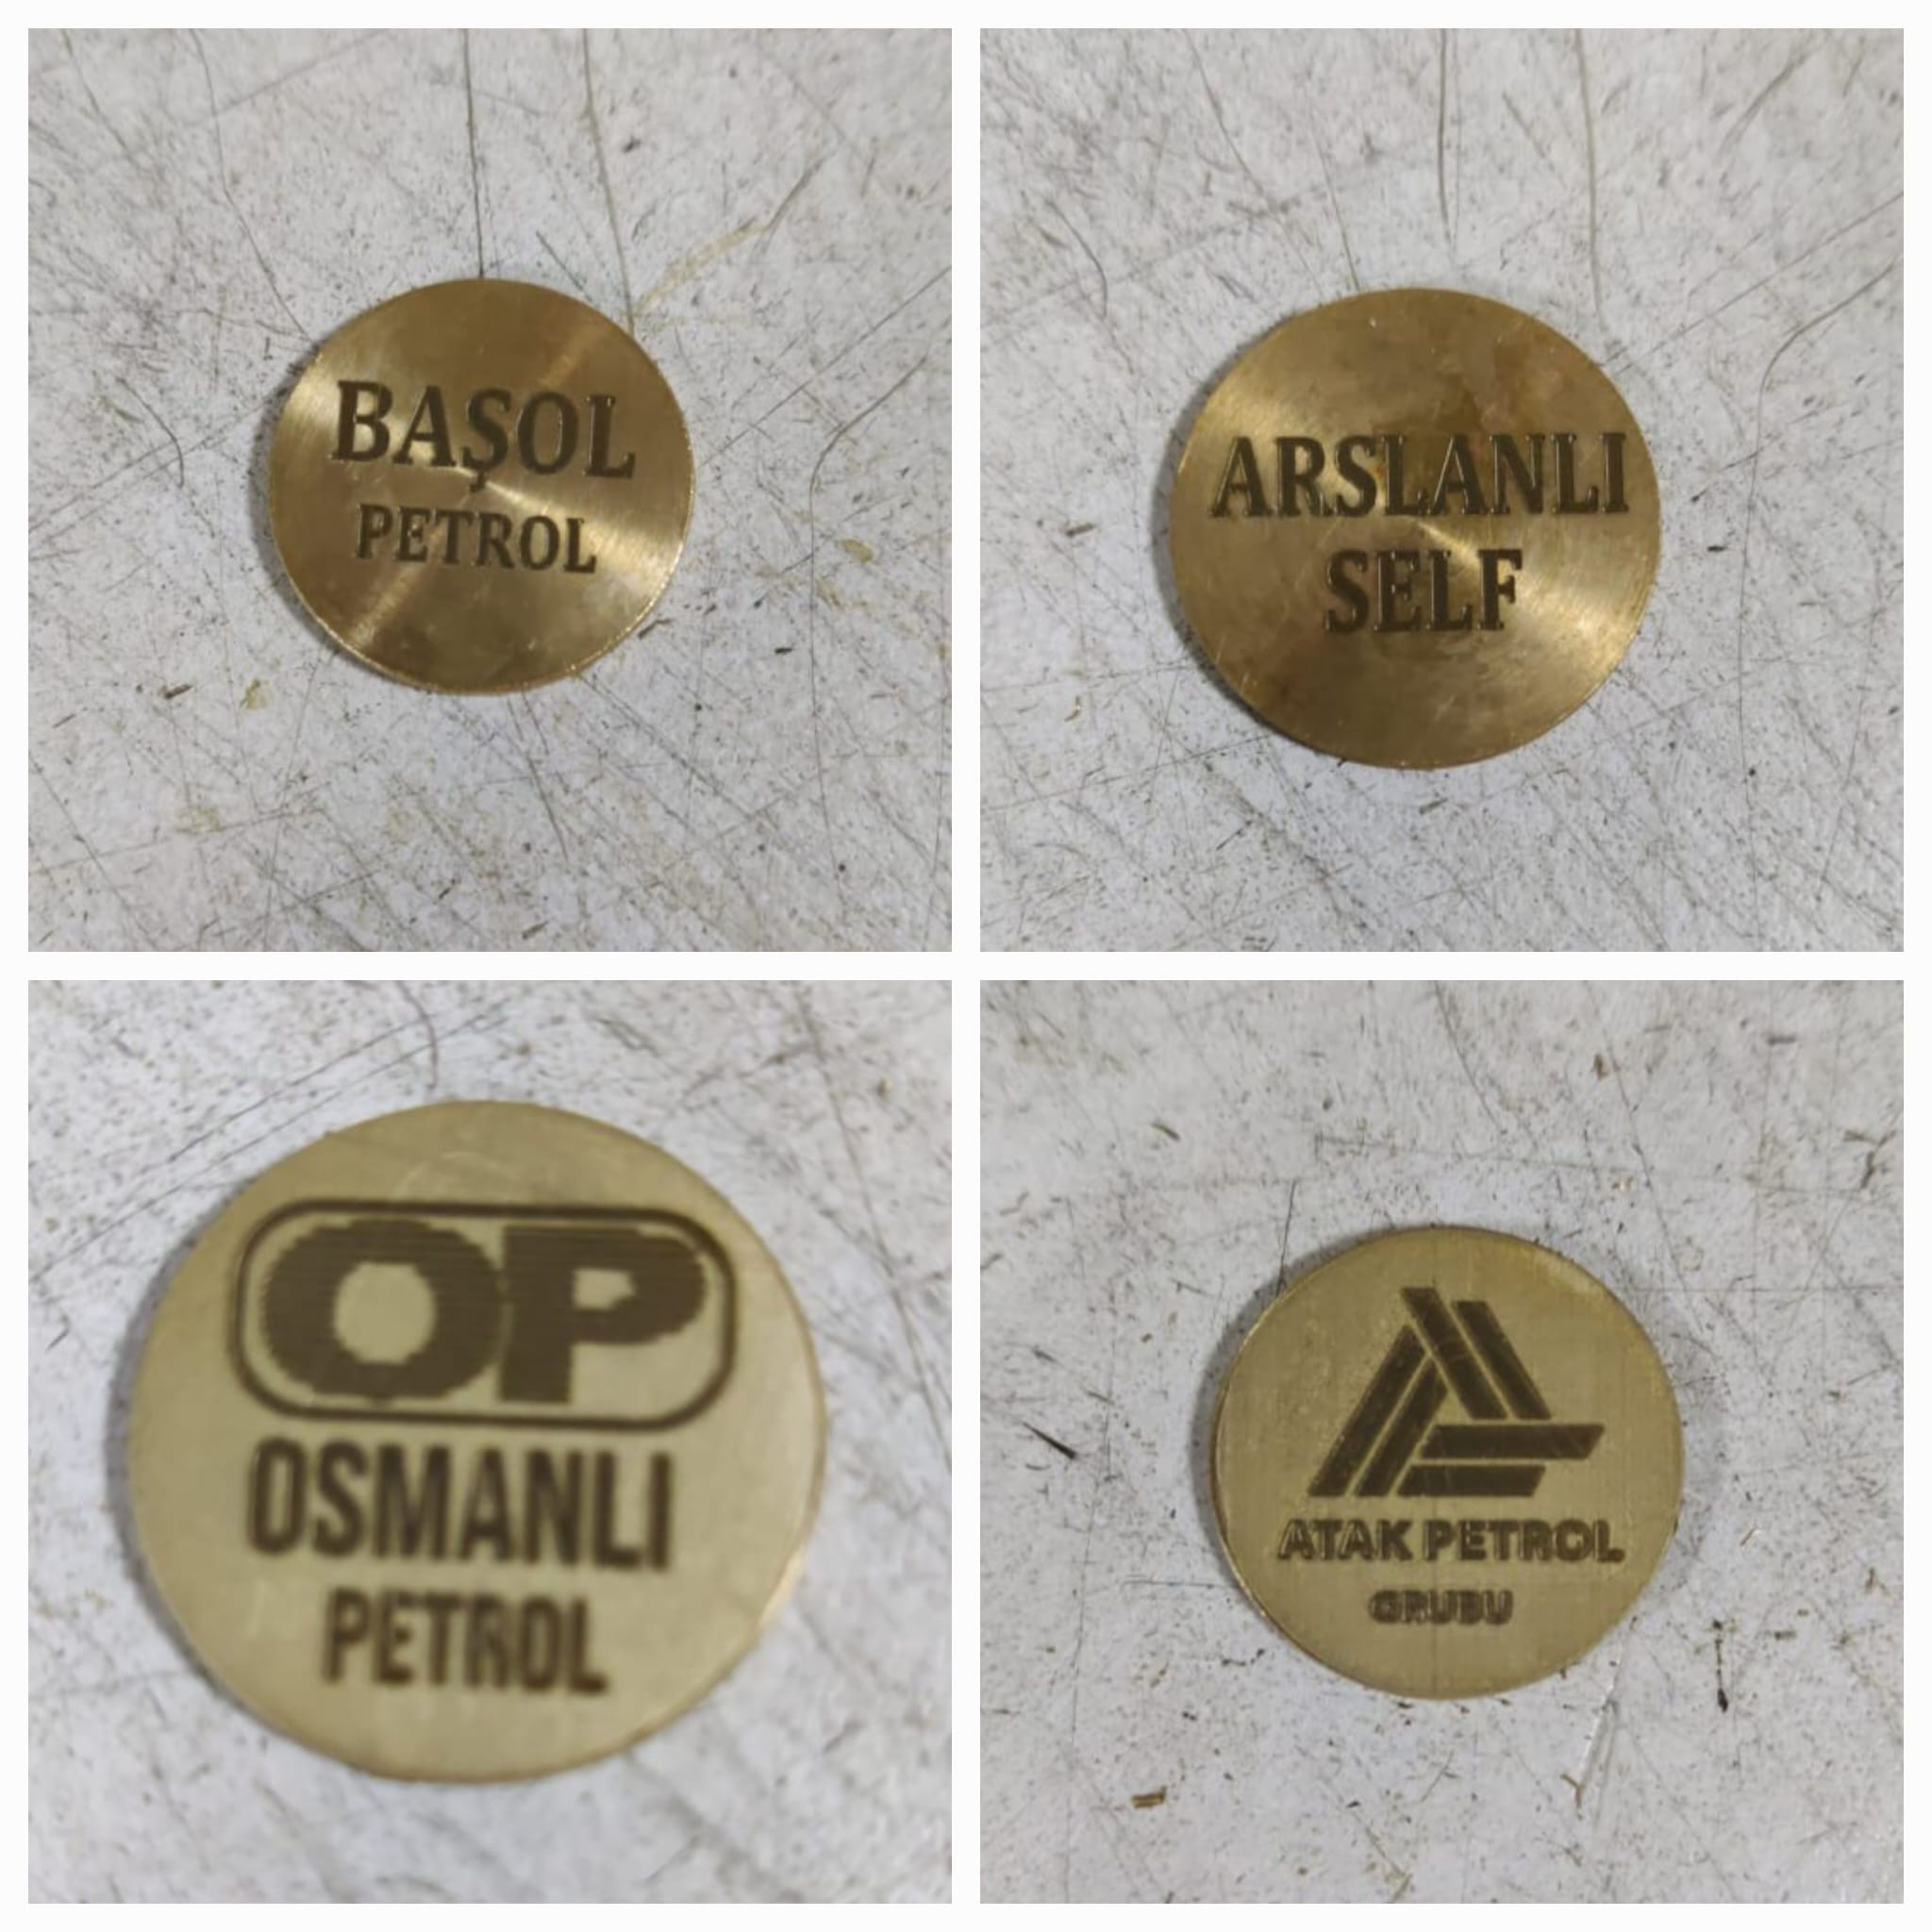 BAŞOL
PETROL
ARSLANLI
SELF
OP
OSMANLI
PETROL
ATAK PETROL
GRUBU